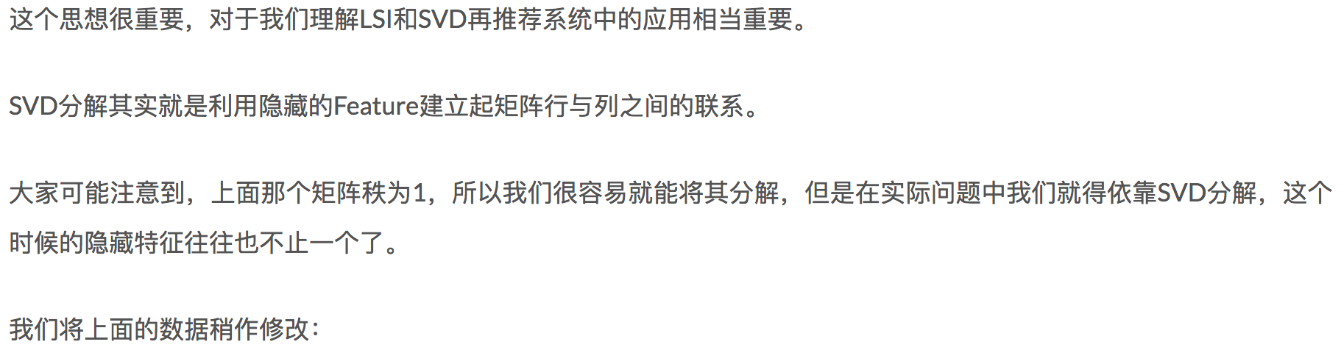 这个思想很重要，对于我们理解LSI和SVD再推荐系统中的应用相当重要。
SVD分解其实就是利用隐藏的Feature建立起矩阵行与列之间的联系。
大家可能注意到，上面那个矩阵秩为1，所以我们很容易就能将其分解，但是在实际问题中我们就得依靠SVD分解，这个
时候的隐藏特征往往也不止一个了。
我们将上面的数据稍作修改：